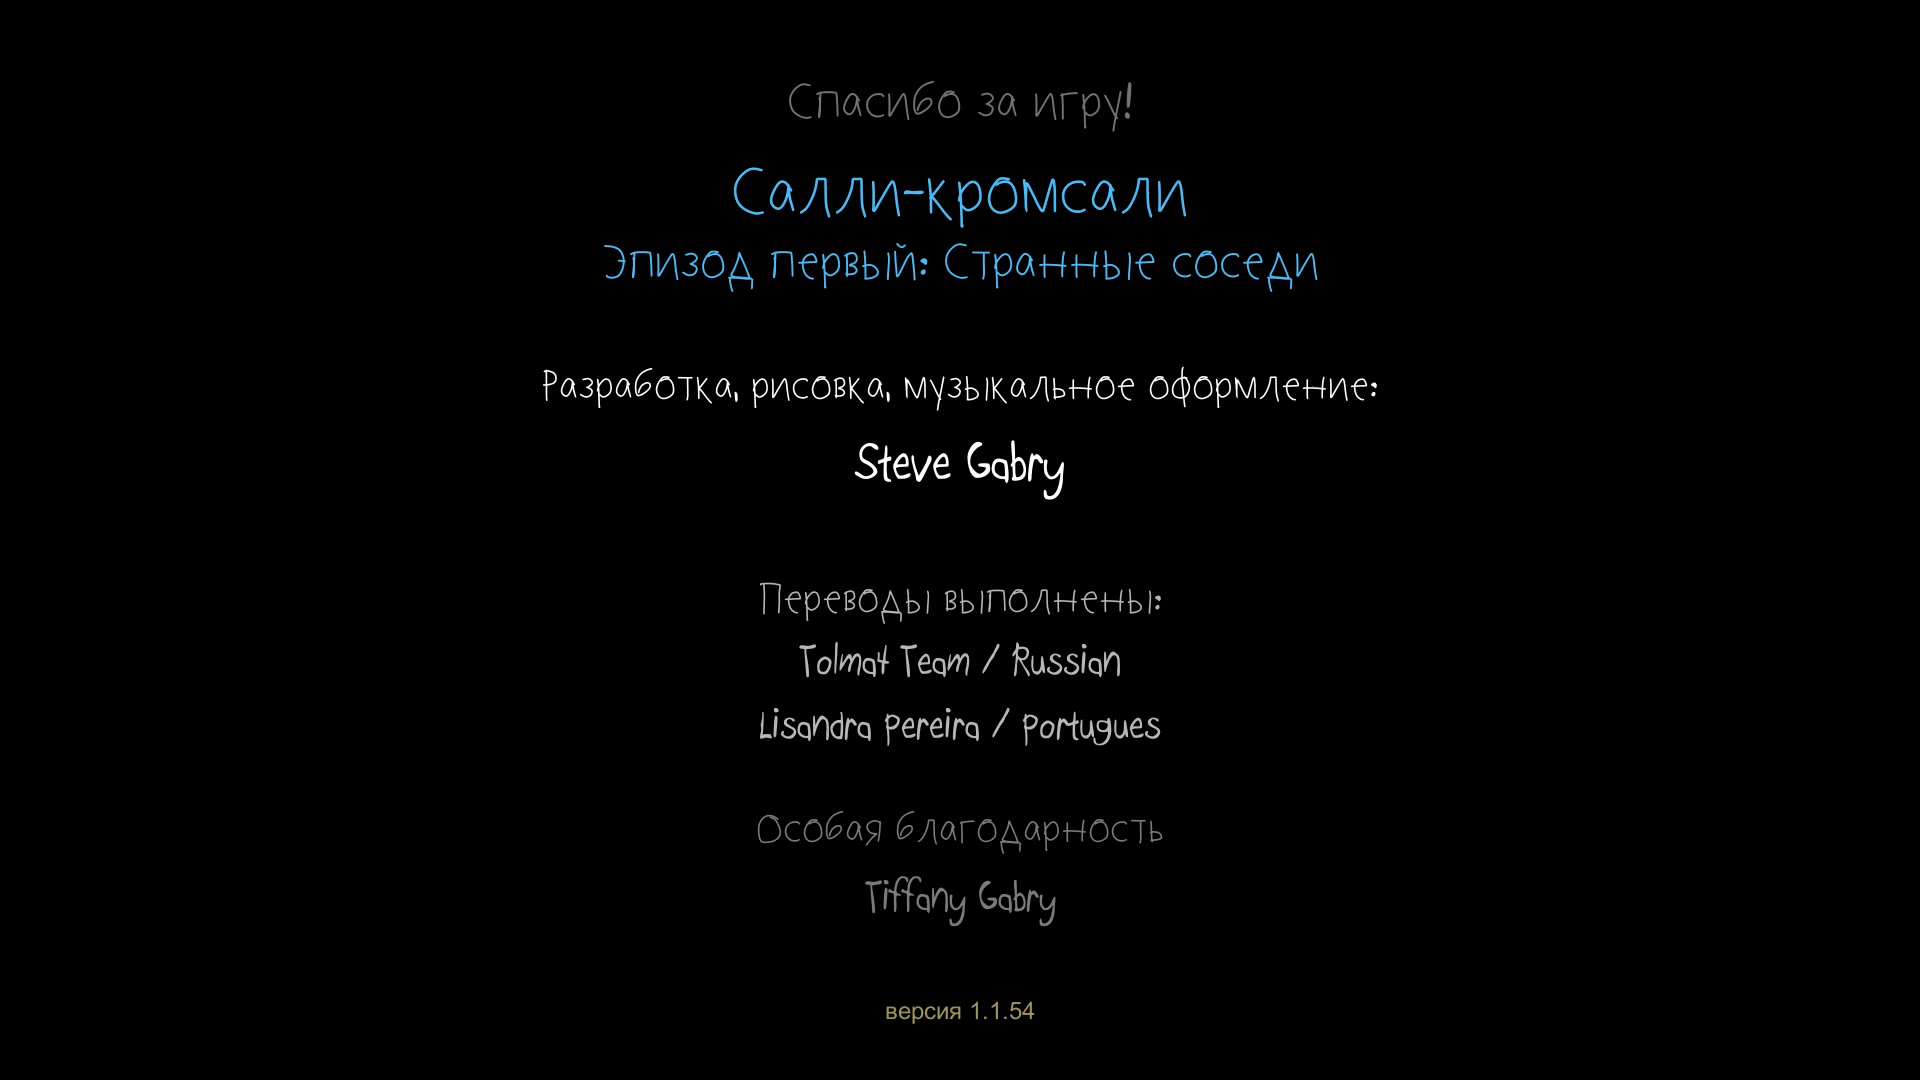 Спасибо за игру!
Салли-кромсали
Эпизод первый: Странные соседи
Разработка, рисовка, музыкальное оформление:
Steve Gabry
Переводы выполнены:
Tolma4 Team / Russian
Lisandra Pereira / Portugues
Особая благодарность
Tiffany Gabry
версия 1.1.54